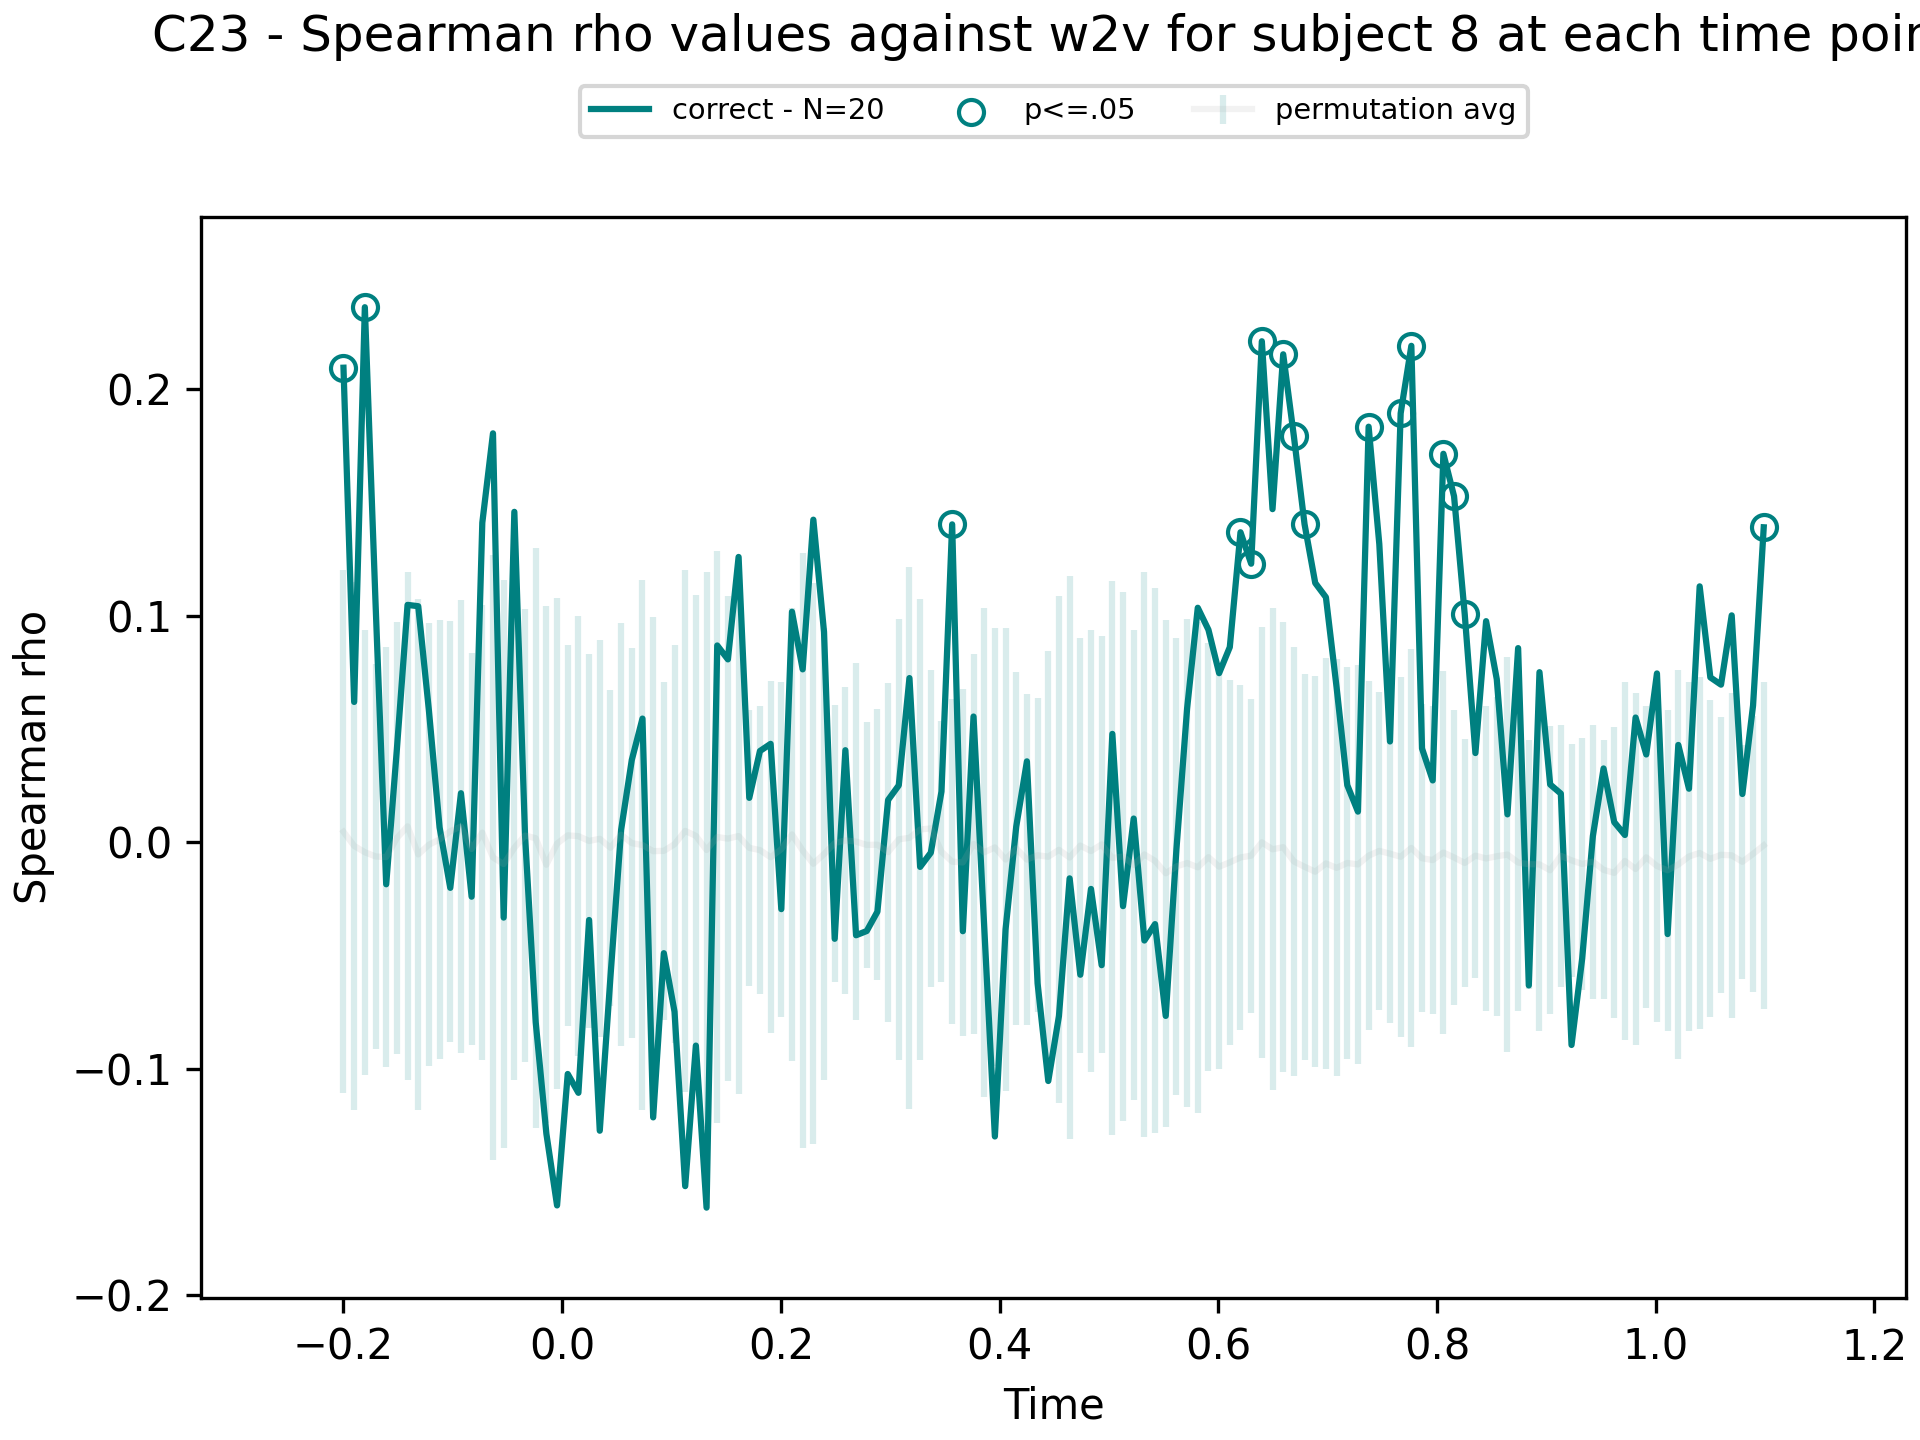 C23 - Spearman rho values against w2v for subject 8 at each time poin
correct - N=20 p<=.05 permutation avg
Spearman rho
0.2
0.1
0.0
−0.1
−0.2
−0.2 0.0 0.2 0.4 0.6 0.8 1.0 1.2
Time